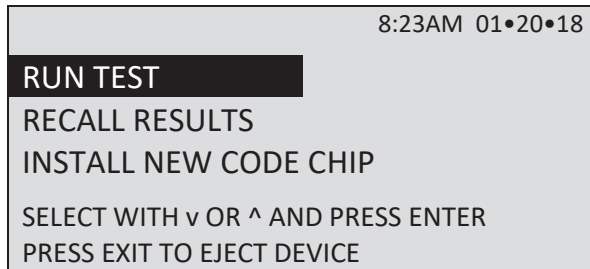 8:23AM 01•20•18
RUN TEST
RECALL RESULTS
INSTALL NEW CODE CHIP
SELECT WITH v OR ^ AND PRESS ENTER
PRESS EXIT TO EJECT DEVICE